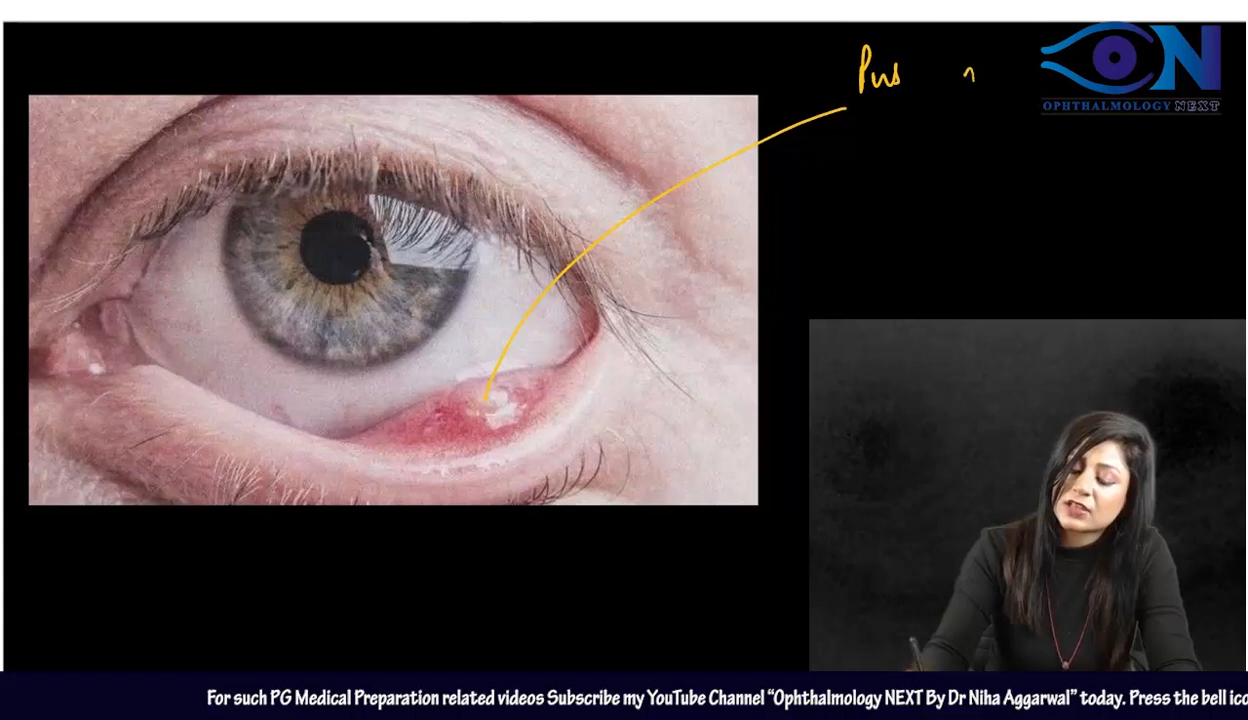 Pus
ON
OPHTHALMOLOGY NEXT
For such PG Medical Preparation related videos Subscribe my YouTube Channel “Ophthalmology NEXT By Dr Niha Aggarwal” today. Press the bell